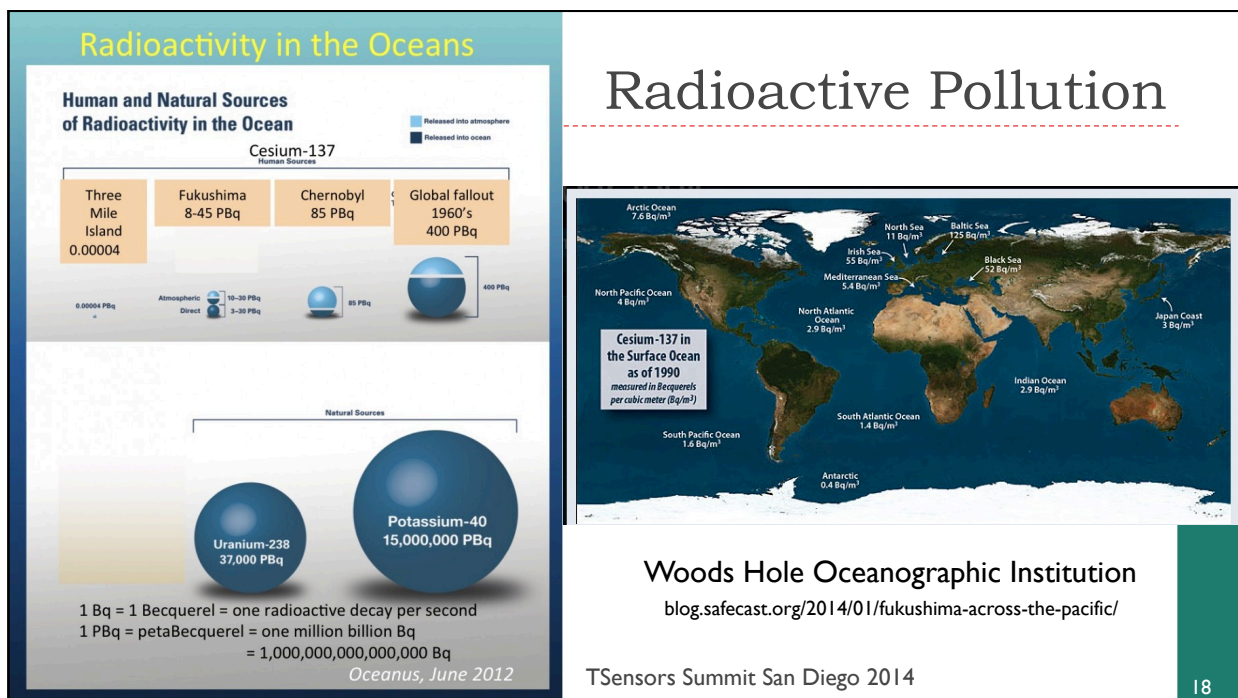 Radioactivity in the Oceans
Human and Natural Sources
of Radioactivity in the Ocean
Released into atmosphere
Released into ocean
Cesium-137
Human Sources
Three
Mile
Island
0.00004
Fukushima
8-45 PBq
Chernobyl
85 PBq
Global fallout
1960's
400 PBq
0.00004 PBq
Atmospheric
10–30 PBq
Direct
3–30 PBq
85 PBq
400 PBq
Natural Sources
Uranium-238
37,000 PBq
Potassium-40
15,000,000 PBq
1 Bq = 1 Becquerel = one radioactive decay per second
1 PBq = petaBecquerel = one million billion Bq
= 1,000,000,000,000,000 Bq
Oceanus, June 2012
Radioactive Pollution
Arctic Ocean
7.6 Bq/m³
North Sea
11 Bq/m³
Baltic Sea
125 Bq/m³
Irish Sea
55 Bq/m³
Black Sea
52 Bq/m³
Mediterranean Sea
5.4 Bq/m³
North Pacific Ocean
4 Bq/m³
North Atlantic
Ocean
2.9 Bq/m³
Japan Coast
3 Bq/m³
Cesium-137 in
the Surface Ocean
as of 1990
measured in Becquerels
per cubic meter (Bq/m³)
Indian Ocean
2.9 Bq/m³
South Atlantic Ocean
1.4 Bq/m³
South Pacific Ocean
1.6 Bq/m³
Antarctic
0.4 Bq/m³
Woods Hole Oceanographic Institution
blog.safecast.org/2014/01/fukushima-across-the-pacific/
TSensors Summit San Diego 2014
18